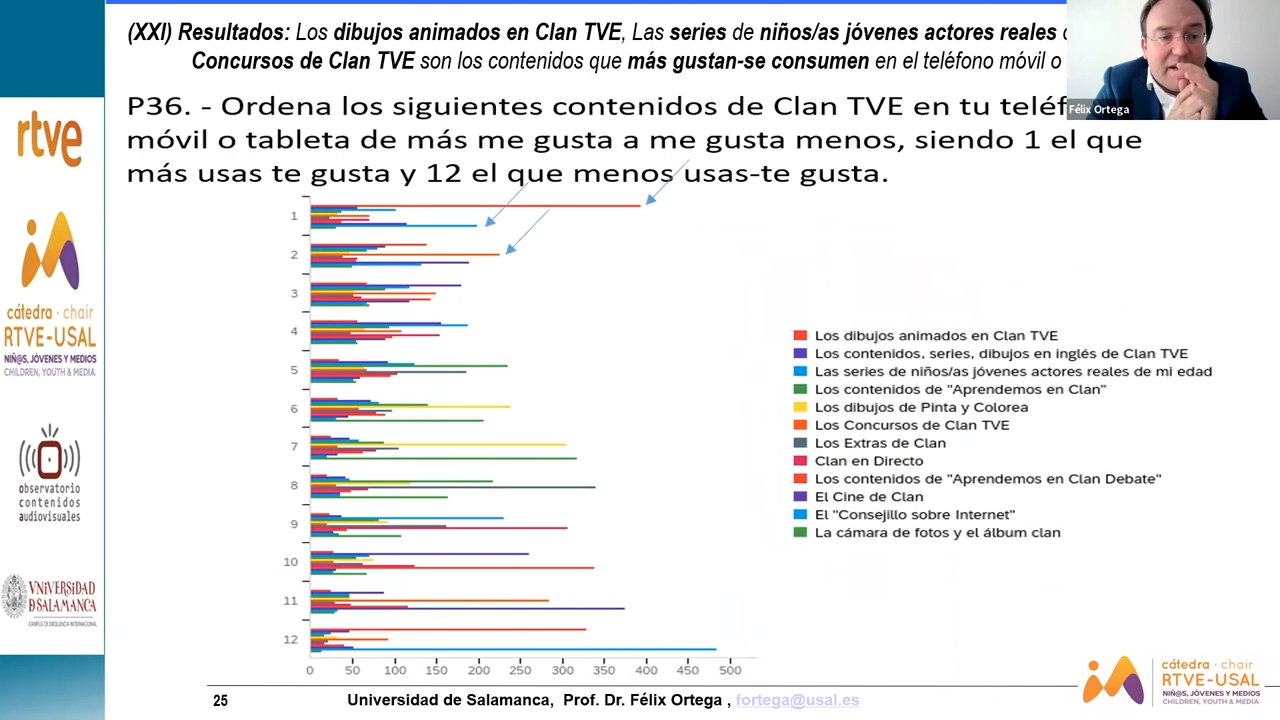 (XXI) Resultados: Los dibujos animados en Clan TVE, Las series de niños/as jóvenes actores reales
Concursos de Clan TVE son los contenidos que más gustan-se consumen en el teléfono móvil o
Félix Ortega
P36. - Ordena los siguientes contenidos de Clan TVE en tu
móvil o tableta de más me gusta a me gusta menos, siendo 1 el que
más usas te gusta y 12 el que menos usas-te gusta.
rtve
cátedra · chair
RTVE-USAL
NIÑ@S, JÓVENES Y MEDIOS
CHILDREN, YOUTH & MEDIA
observatorio
contenidos
audiovisuales
VNiVERSiDAD
D SALAMANCA
CAMPUS DE EXCELENCIA INTERNACIONAL
1
2
3
4
5
6
7
8
9
10
11
12
0 50 100 150 200 250 300 350 400 450 500
Los dibujos animados en Clan TVE
Los contenidos, series, dibujos en inglés de Clan TVE
Las series de niños/as jóvenes actores reales de mi edad
Los contenidos de "Aprendemos en Clan"
Los dibujos de Pinta y Colorea
Los Concursos de Clan TVE
Los Extras de Clan
Clan en Directo
Los contenidos de "Aprendemos en Clan Debate"
El Cine de Clan
El "Consejillo sobre Internet"
La cámara de fotos y el álbum clan
25
Universidad de Salamanca, Prof. Dr. Félix Ortega , fortega@usal.es
cátedra · chair
RTVE-USAL
NIÑ@S, JÓVENES Y MEDIOS
CHILDREN, YOUTH & MEDIA